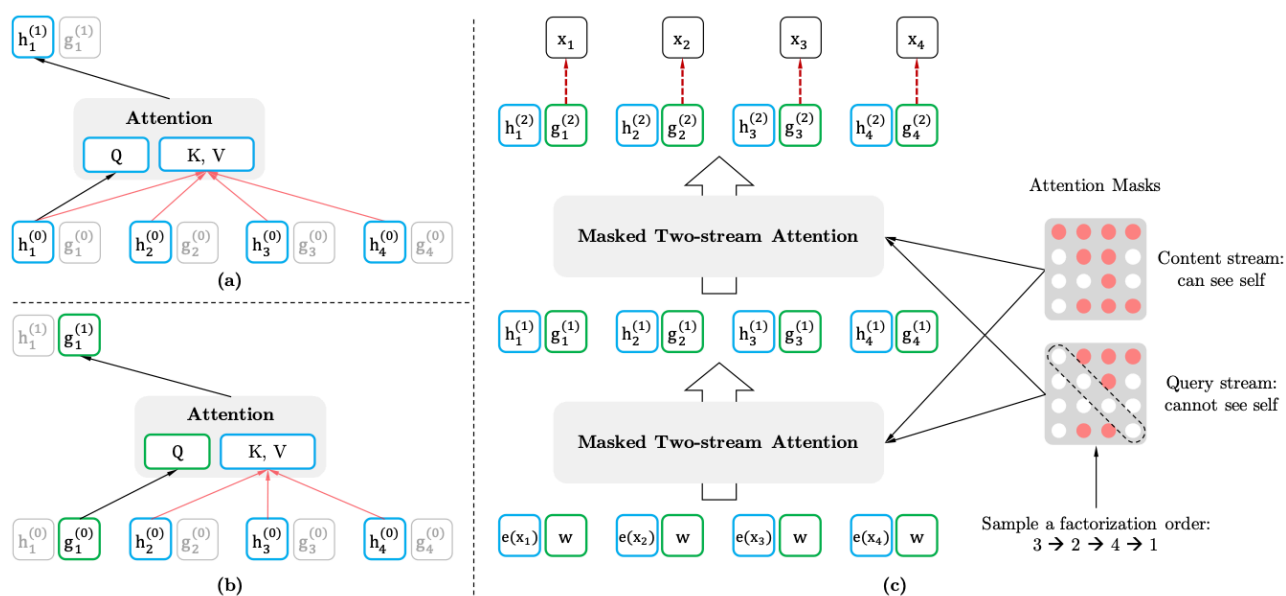 h₁⁽¹⁾ g₁⁽¹⁾
Attention
Q K, V
h₁⁽⁰⁾ g₁⁽⁰⁾ h₂⁽⁰⁾ g₂⁽⁰⁾ h₃⁽⁰⁾ g₃⁽⁰⁾ h₄⁽⁰⁾ g₄⁽⁰⁾
(a)
h₁⁽¹⁾ g₁⁽¹⁾
Attention
Q K, V
h₁⁽⁰⁾ g₁⁽⁰⁾ h₂⁽⁰⁾ g₂⁽⁰⁾ h₃⁽⁰⁾ g₃⁽⁰⁾ h₄⁽⁰⁾ g₄⁽⁰⁾
(b)
x₁ x₂ x₃ x₄
h₁⁽²⁾ g₁⁽²⁾ h₂⁽²⁾ g₂⁽²⁾ h₃⁽²⁾ g₃⁽²⁾ h₄⁽²⁾ g₄⁽²⁾
Masked Two-stream Attention
h₁⁽¹⁾ g₁⁽¹⁾ h₂⁽¹⁾ g₂⁽¹⁾ h₃⁽¹⁾ g₃⁽¹⁾ h₄⁽¹⁾ g₄⁽¹⁾
Masked Two-stream Attention
e(x₁) w e(x₂) w e(x₃) w e(x₄) w
(c)
Attention Masks
Content stream:
can see self
Query stream:
cannot see self
Sample a factorization order:
3 → 2 → 4 → 1